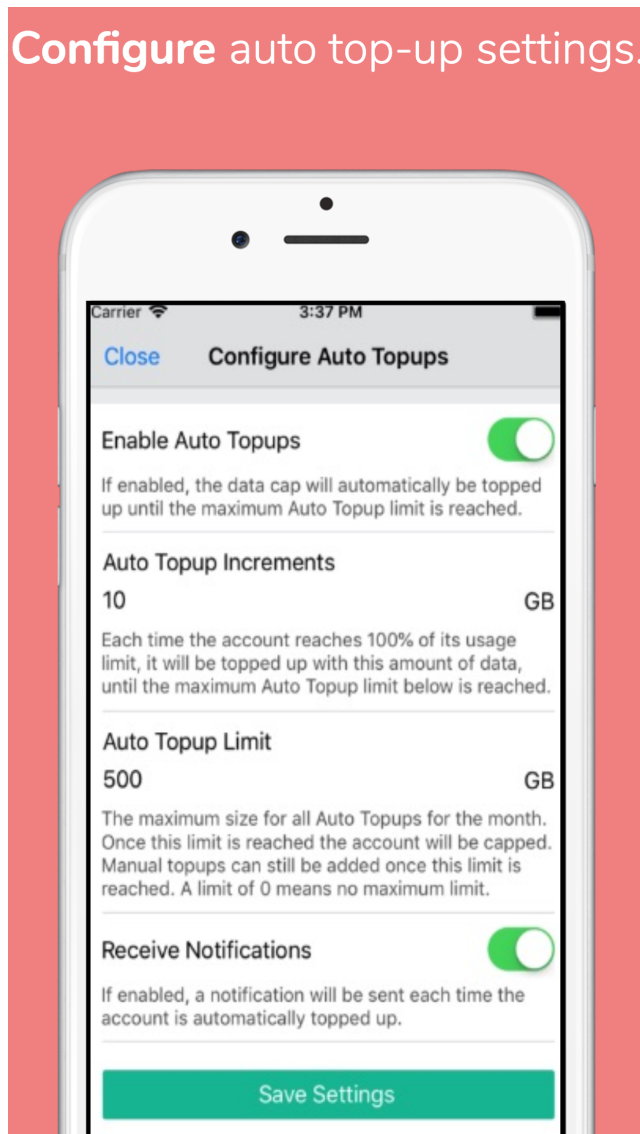 Configure auto top-up settings.
Carrier 3:37 PM
Close Configure Auto Topups
Enable Auto Topups
If enabled, the data cap will automatically be topped
up until the maximum Auto Topup limit is reached.
Auto Topup Increments
10 GB
Each time the account reaches 100% of its usage
limit, it will be topped up with this amount of data,
until the maximum Auto Topup limit below is reached.
Auto Topup Limit
500 GB
The maximum size for all Auto Topups for the month.
Once this limit is reached the account will be capped.
Manual topups can still be added once this limit is
reached. A limit of 0 means no maximum limit.
Receive Notifications
If enabled, a notification will be sent each time the
account is automatically topped up.
Save Settings